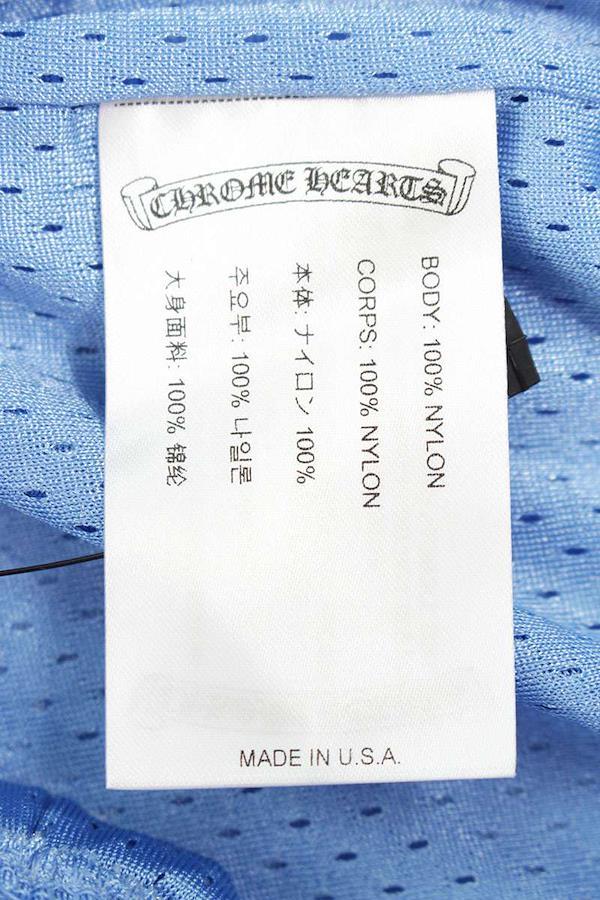 CHROME HEARTS
BODY: 100% NYLON
CORPS: 100% NYLON
本体: ナイロン 100%
주요부: 100% 나일론
大身面料: 100% 锦纶
MADE IN U.S.A.